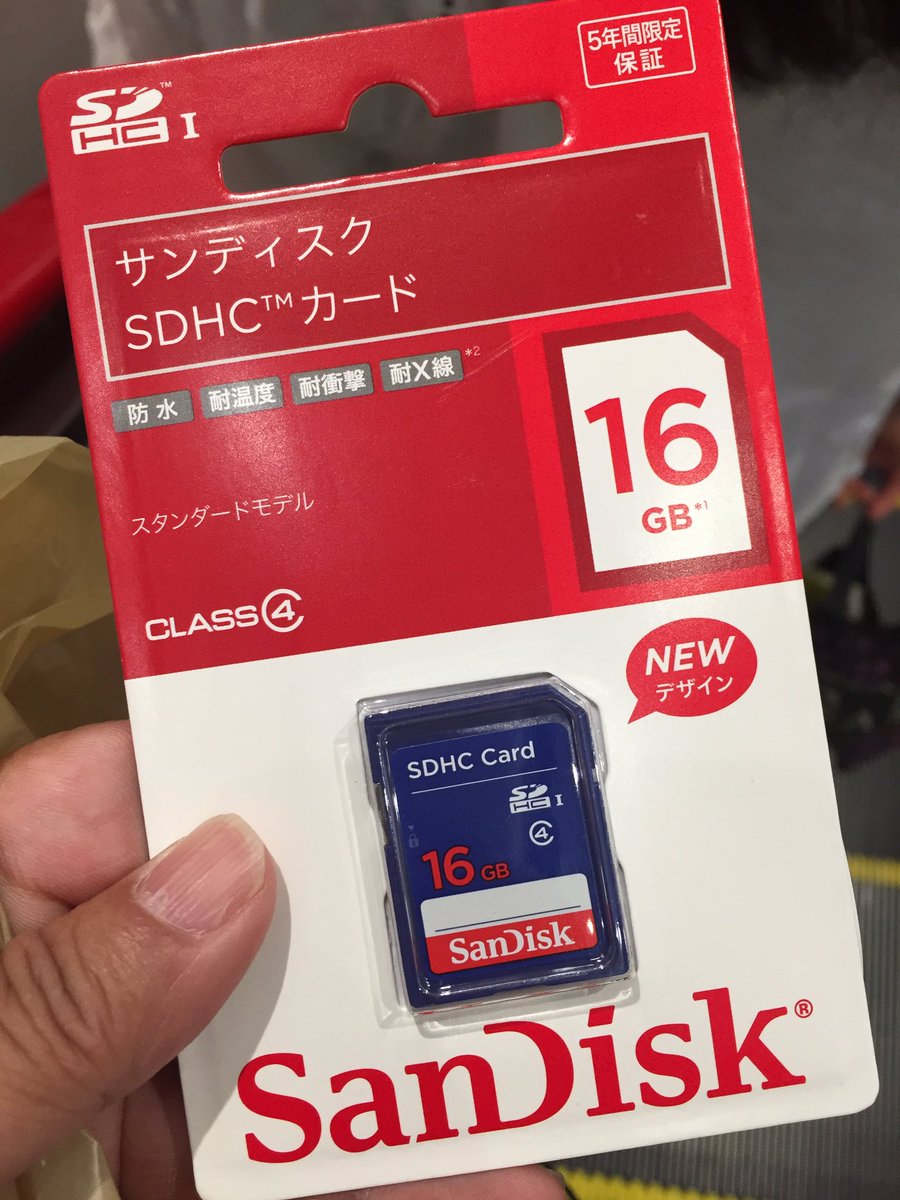 5年間限定
保証
SD
HC I
™
サンディスク
SDHC™カード
防水 耐温度 耐衝撃 耐X線 *2
16
GB*1
スタンダードモデル
CLASS 4
NEW
デザイン
SDHC Card
SD
HC I
4
16 GB
SanDisk
SanDisk®